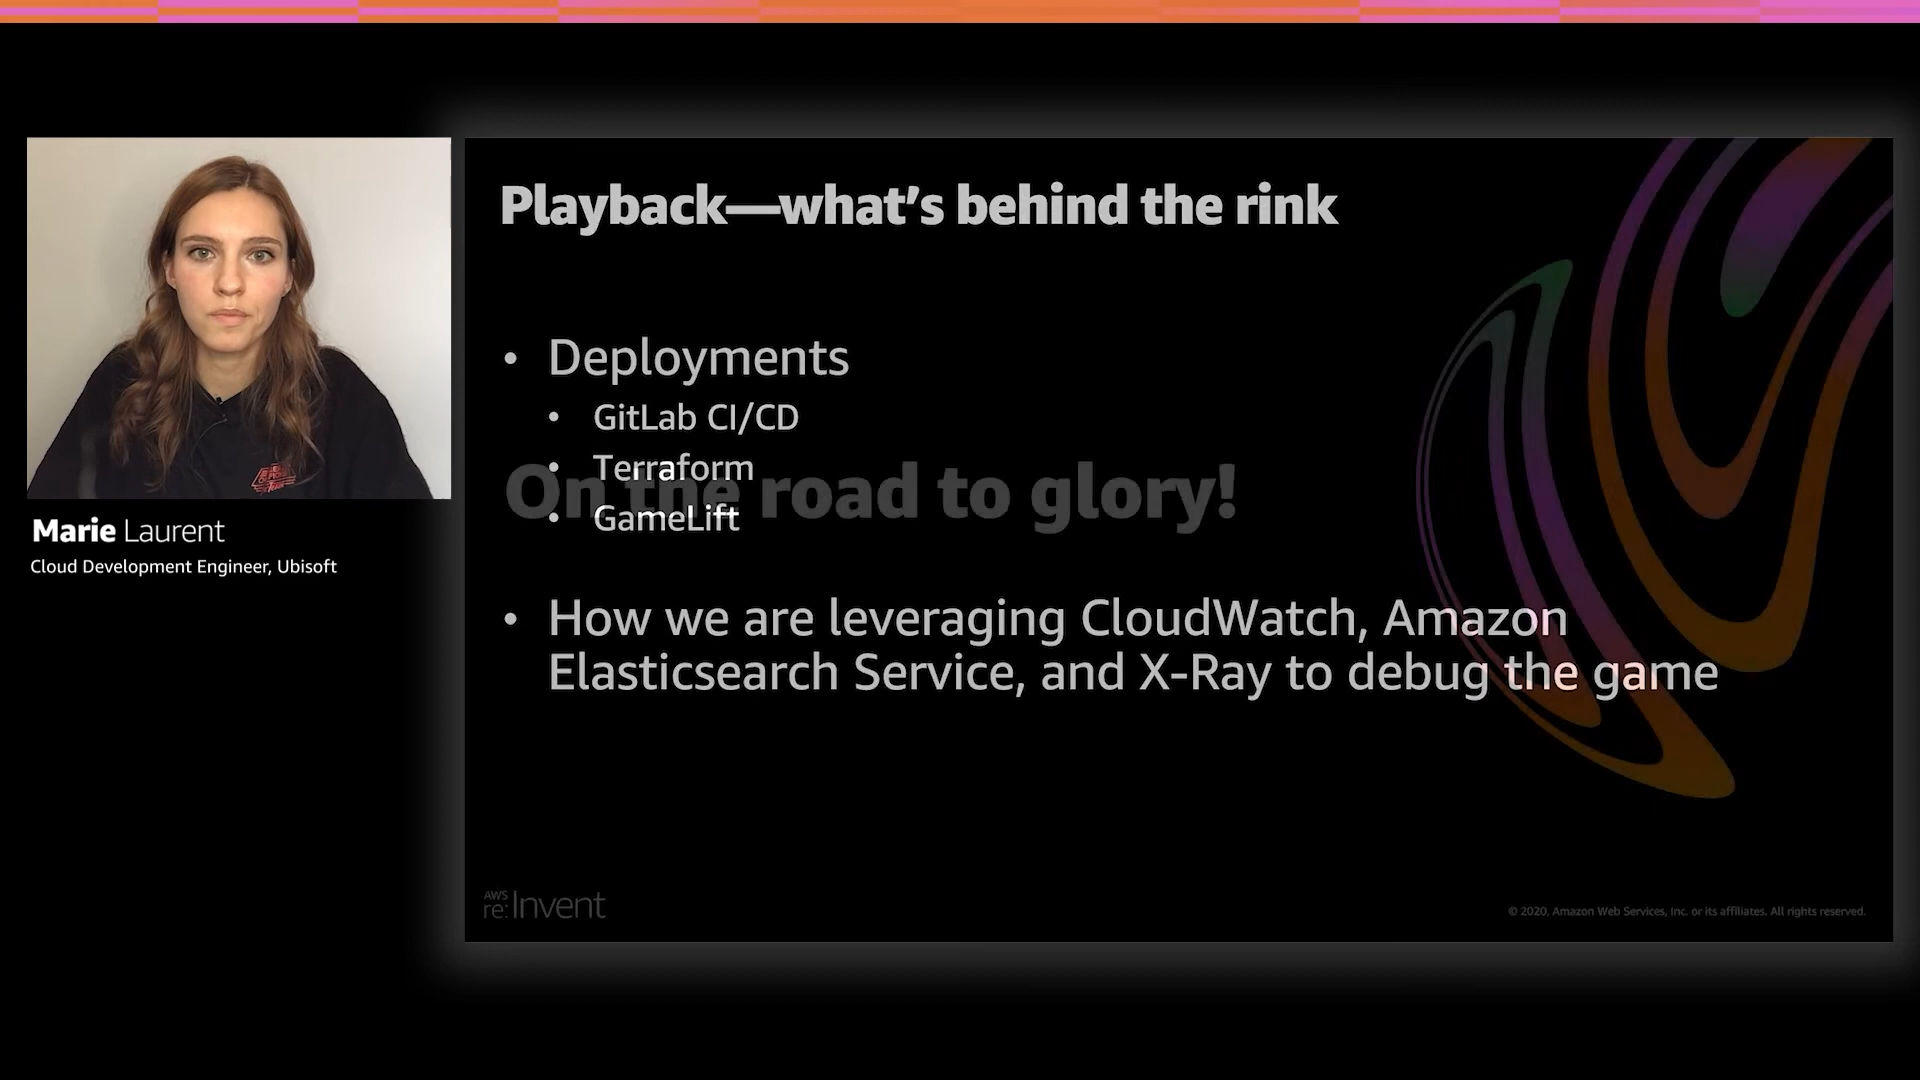 Playback—what's behind the rink
• Deployments
• GitLab CI/CD
• Terraform
On the road to glory!
• GameLift
• How we are leveraging CloudWatch, Amazon
Elasticsearch Service, and X-Ray to debug the game
Marie Laurent
Cloud Development Engineer, Ubisoft
AWS
re:Invent
© 2020, Amazon Web Services, Inc. or its affiliates. All rights reserved.